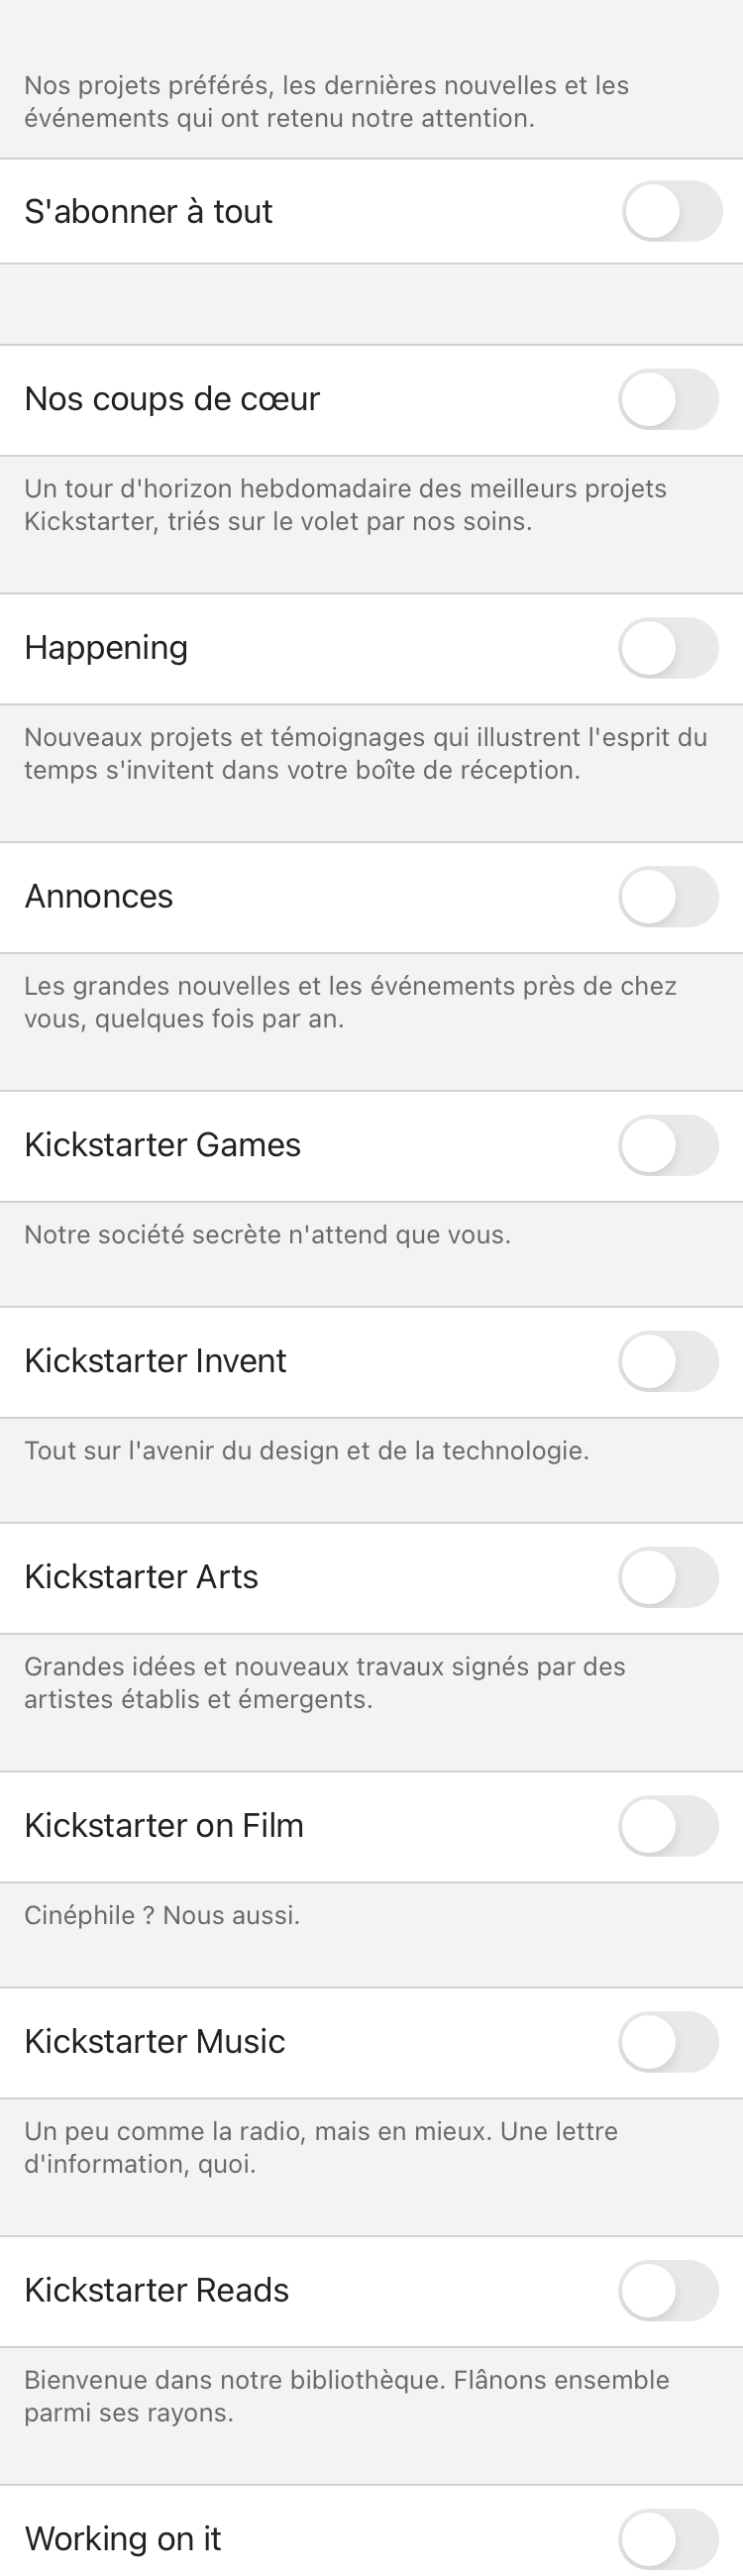 Nos projets préférés, les dernières nouvelles et les
événements qui ont retenu notre attention.
S'abonner à tout
Nos coups de cœur
Un tour d'horizon hebdomadaire des meilleurs projets
Kickstarter, triés sur le volet par nos soins.
Happening
Nouveaux projets et témoignages qui illustrent l'esprit du
temps s'invitent dans votre boîte de réception.
Annonces
Les grandes nouvelles et les événements près de chez
vous, quelques fois par an.
Kickstarter Games
Notre société secrète n'attend que vous.
Kickstarter Invent
Tout sur l'avenir du design et de la technologie.
Kickstarter Arts
Grandes idées et nouveaux travaux signés par des
artistes établis et émergents.
Kickstarter on Film
Cinéphile ? Nous aussi.
Kickstarter Music
Un peu comme la radio, mais en mieux. Une lettre
d'information, quoi.
Kickstarter Reads
Bienvenue dans notre bibliothèque. Flânons ensemble
parmi ses rayons.
Working on it